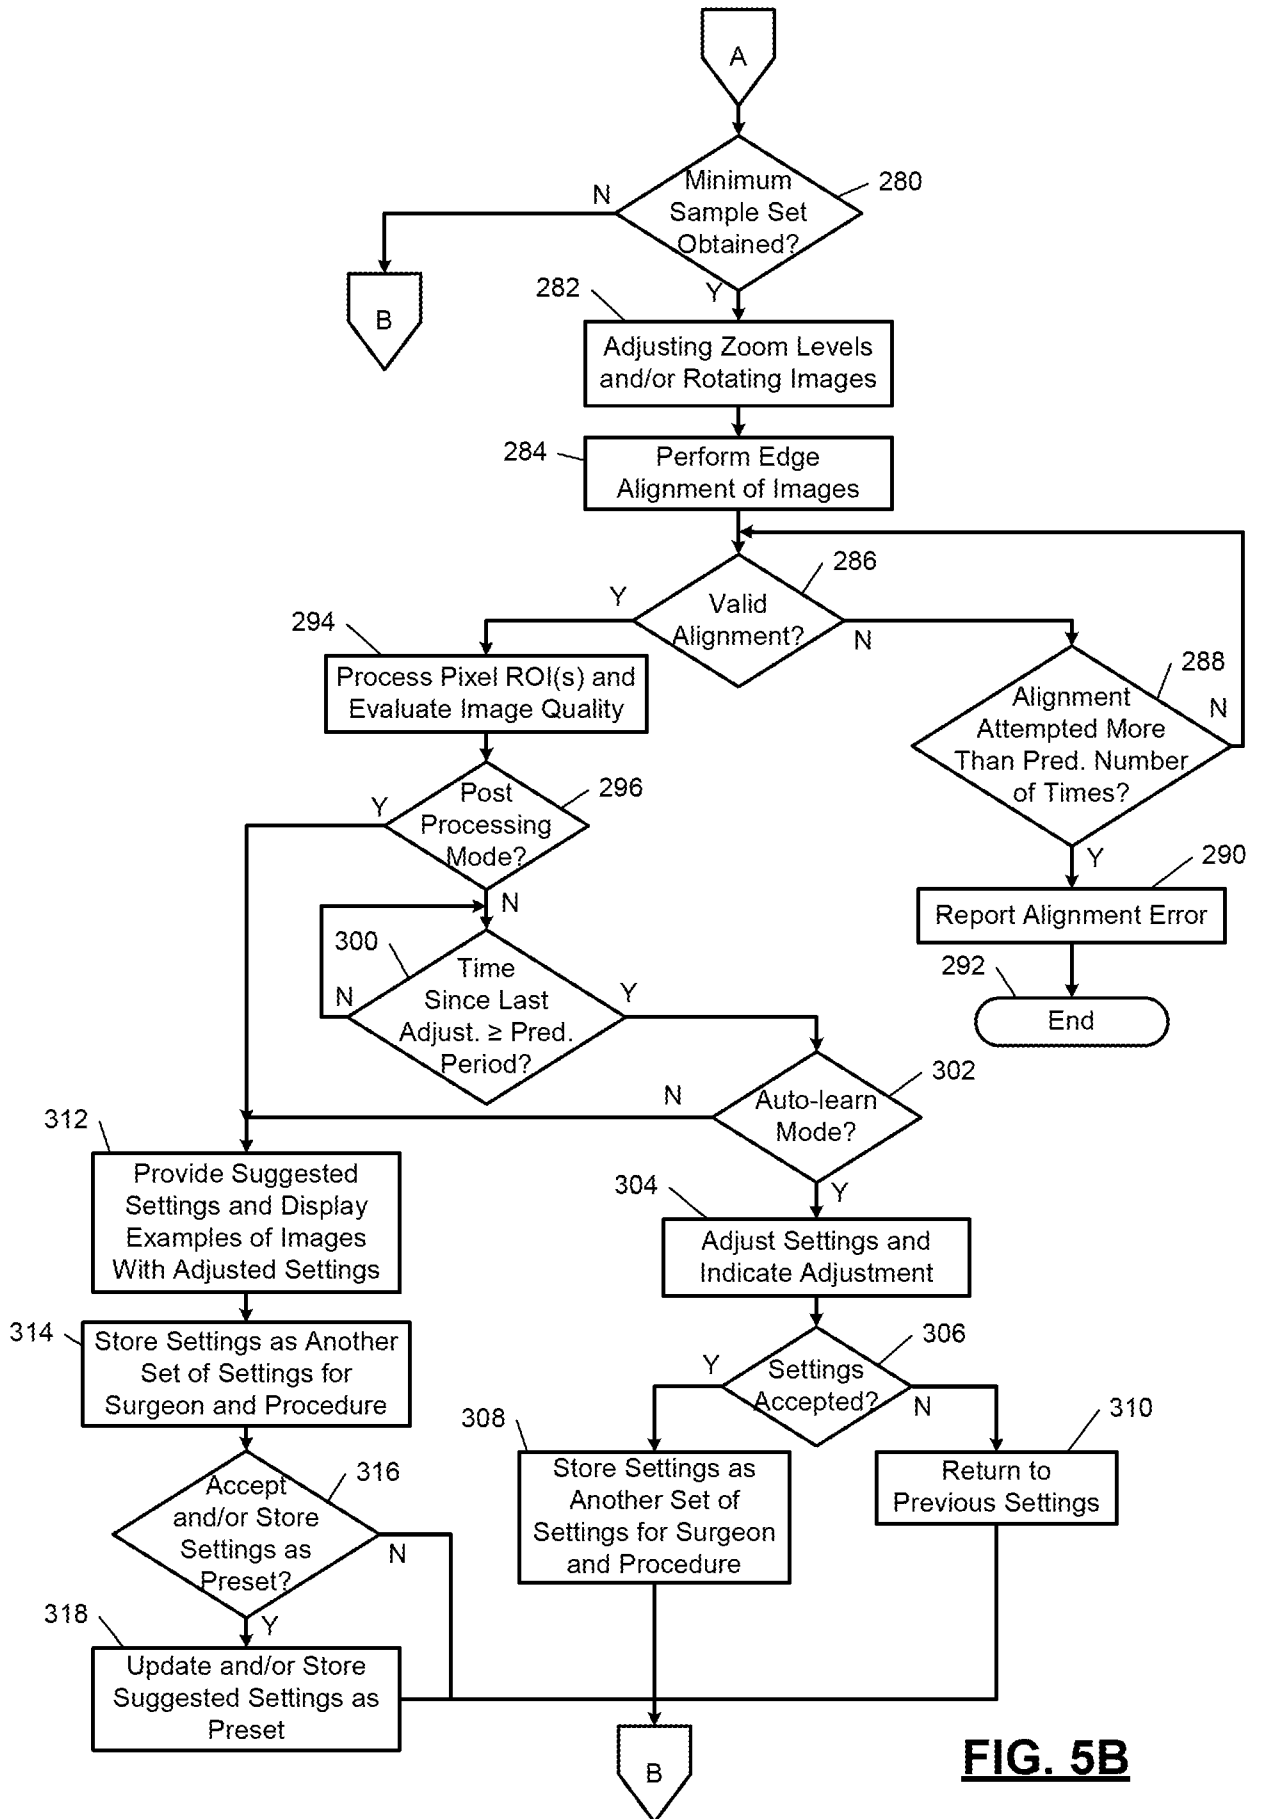 A
Minimum
Sample Set
Obtained?
280
N
Y
B
282
Adjusting Zoom Levels
and/or Rotating Images
284
Perform Edge
Alignment of Images
286
Valid
Alignment?
Y
N
294
Process Pixel ROI(s) and
Evaluate Image Quality
288
Alignment
Attempted More
Than Pred. Number
of Times?
N
Y
296
Post
Processing
Mode?
Y
N
290
Report Alignment Error
292
End
300
Time
Since Last
Adjust. ≥ Pred.
Period?
N
Y
302
Auto-learn
Mode?
N
Y
312
Provide Suggested
Settings and Display
Examples of Images
With Adjusted Settings
304
Adjust Settings and
Indicate Adjustment
314
Store Settings as Another
Set of Settings for
Surgeon and Procedure
306
Settings
Accepted?
Y
N
308
Store Settings as
Another Set of
Settings for Surgeon
and Procedure
310
Return to
Previous Settings
316
Accept
and/or Store
Settings as
Preset?
N
Y
318
Update and/or Store
Suggested Settings as
Preset
B
FIG. 5B